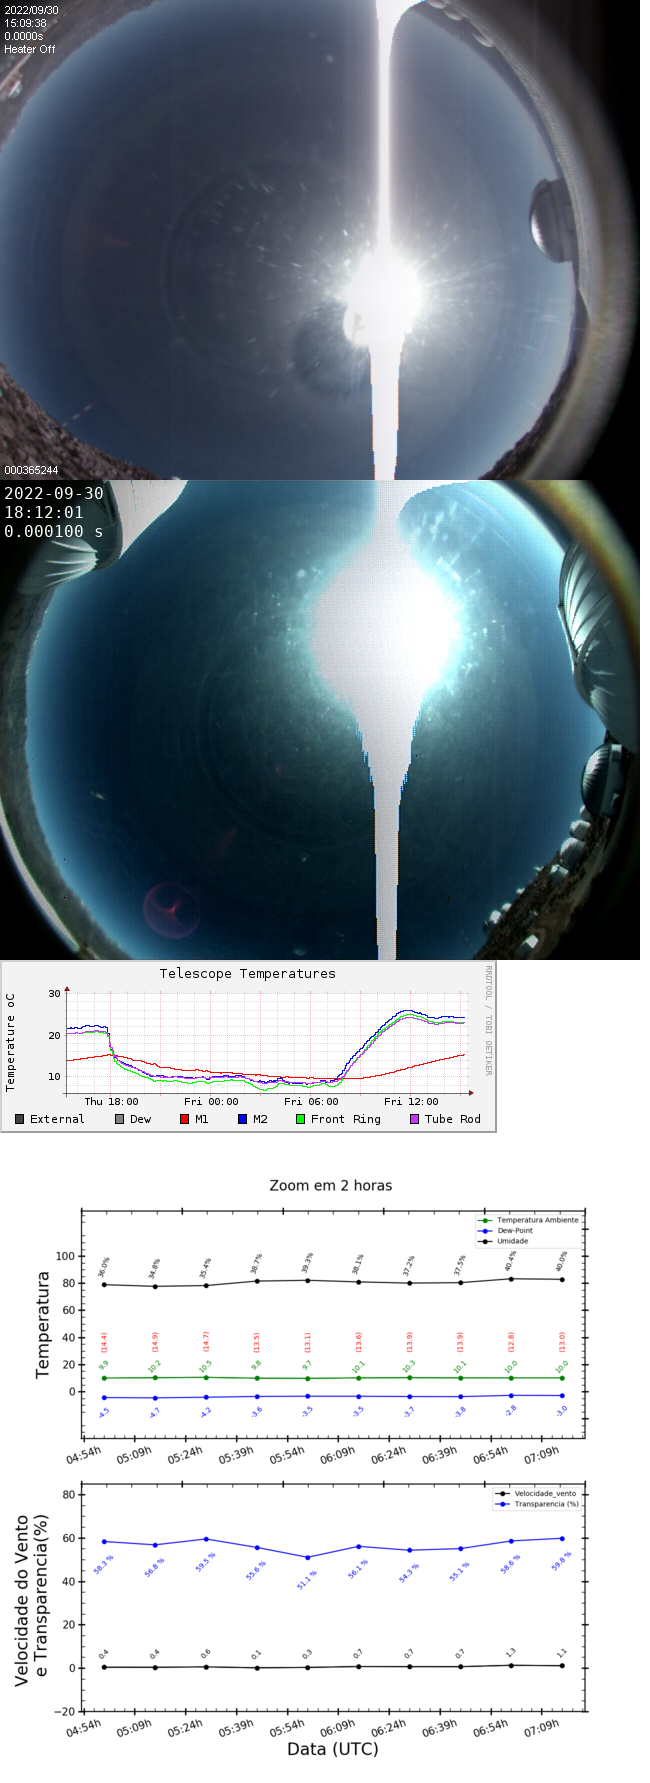 2022/09/30
15:09:38
0.0000s
Heater Off
000365244
2022-09-30
18:12:01
0.000100 s
Telescope Temperatures
RRDTOOL / TOBI OETIKER
Temperature oC
30
20
10
Thu 18:00 Fri 00:00 Fri 06:00 Fri 12:00
External Dew M1 M2 Front Ring Tube Rod
Zoom em 2 horas
Temperatura Ambiente
Dew-Point
Umidade
Temperatura
100
80
60
40
20
0
36.0% 34.8% 35.4% 38.7% 39.3% 38.1% 37.2% 37.5% 40.4% 40.0%
(14.4) (14.9) (14.7) (13.5) (13.1) (13.6) (13.9) (13.9) (12.8) (13.0)
9.9 10.2 10.5 9.8 9.7 10.1 10.3 10.1 10.0 10.0
-4.5 -4.7 -4.2 -3.6 -3.5 -3.5 -3.7 -3.8 -2.8 -3.0
04:54h 05:09h 05:24h 05:39h 05:54h 06:09h 06:24h 06:39h 06:54h 07:09h
Velocidade_vento
Transparencia (%)
Velocidade do Vento
e Transparencia(%)
80
60
40
20
0
−20
58.3 % 56.8 % 59.5 % 55.6 % 51.1 % 56.1 % 54.3 % 55.1 % 58.6 % 59.8 %
0.4 0.4 0.6 0.1 0.3 0.7 0.7 0.7 1.3 1.1
04:54h 05:09h 05:24h 05:39h 05:54h 06:09h 06:24h 06:39h 06:54h 07:09h
Data (UTC)